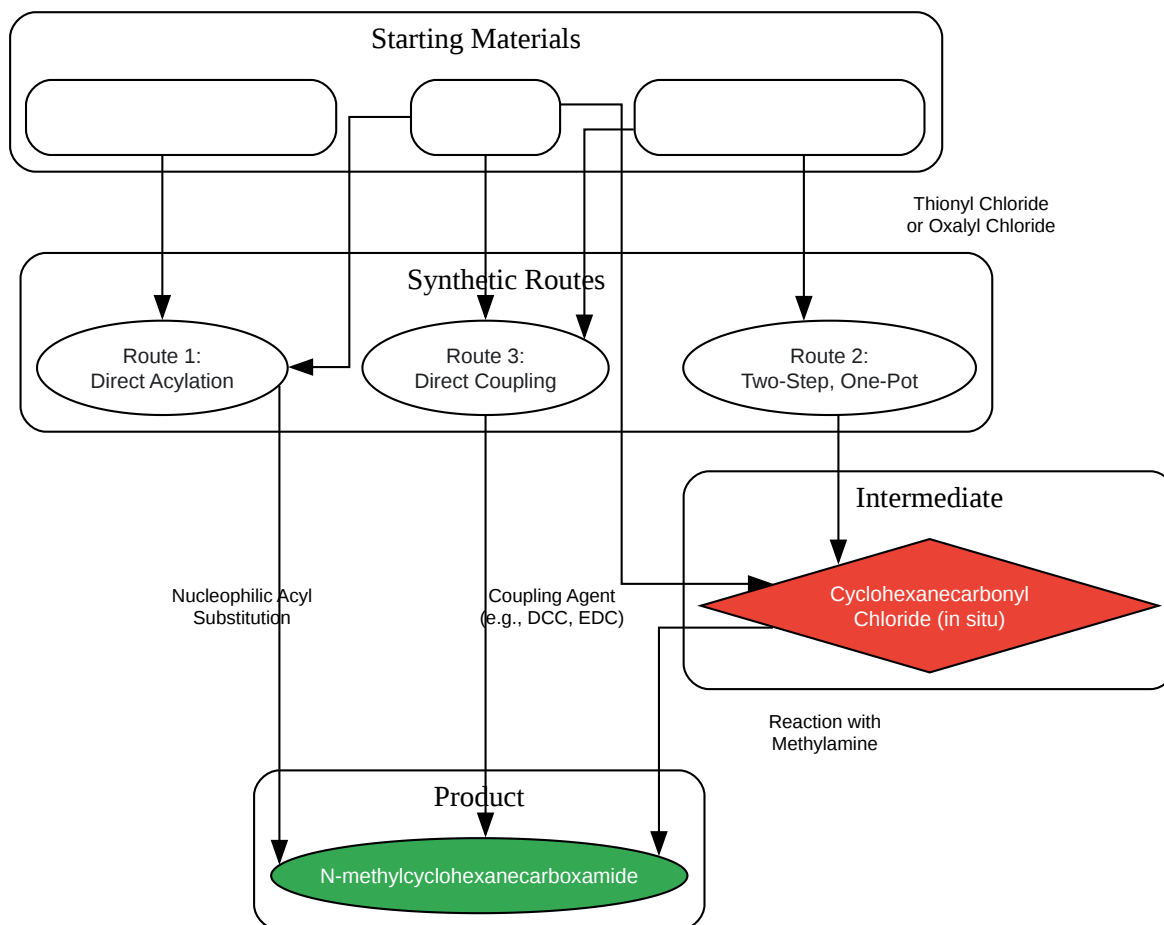 Starting Materials
Thionyl Chloride
or Oxalyl Chloride
Synthetic Routes
Route 1:
Direct Acylation
Route 3:
Direct Coupling
Route 2:
Two-Step, One-Pot
Intermediate
Nucleophilic Acyl
Substitution
Coupling Agent
(e.g., DCC, EDC)
Cyclohexanecarbonyl
Chloride (in situ)
Reaction with
Methylamine
Product
N-methylcyclohexanecarboxamide